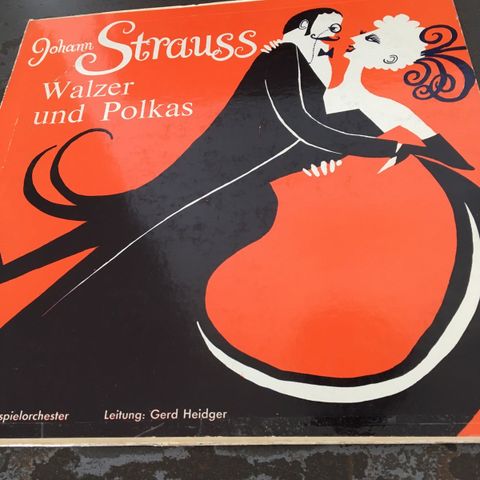 Johann Strauss
Walzer
und Polkas
spielorchester Leitung: Gerd Heidger